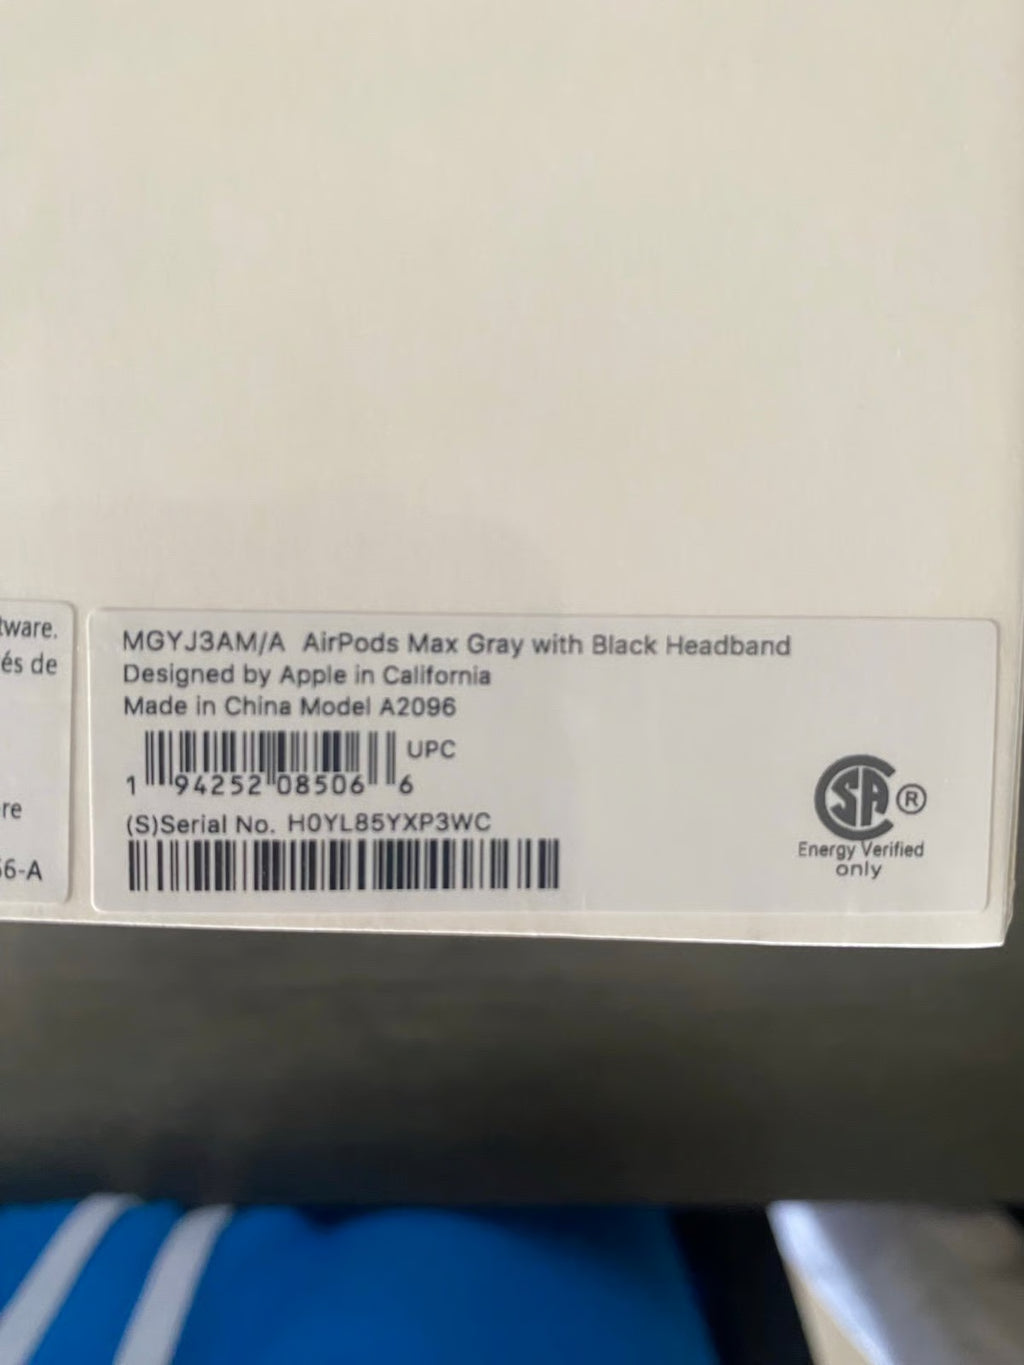 tware.
és de
re
56-A
MGYJ3AM/A AirPods Max Gray with Black Headband
Designed by Apple in California
Made in China Model A2096
UPC
1 94252 08506 6
(S)Serial No. H0YL85YXP3WC
SA ®
Energy Verified
only